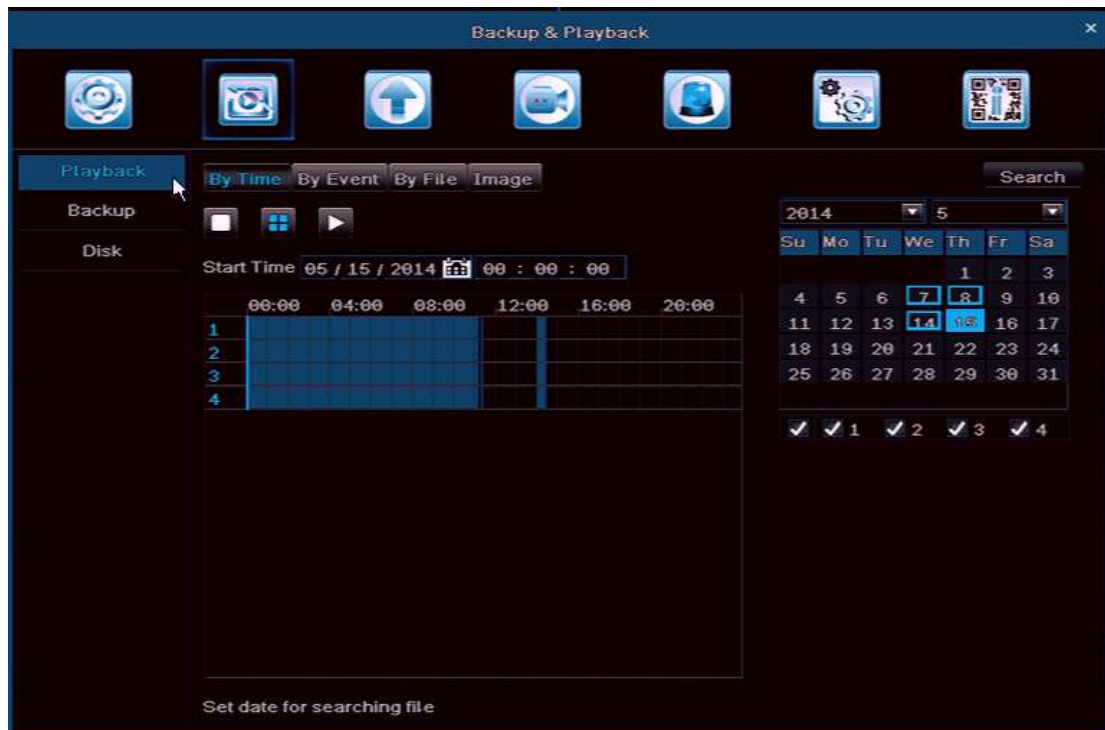 Backup & Playback
Playback
Backup
Disk
By Time By Event By File Image
Search
Start Time 05 / 15 / 2014 00 : 00 : 00
00:00 04:00 08:00 12:00 16:00 20:00
1
2
3
4
2014 5
Su Mo Tu We Th Fr Sa
1 2 3
4 5 6 7 8 9 10
11 12 13 14 15 16 17
18 19 20 21 22 23 24
25 26 27 28 29 30 31
1 2 3 4
Set date for searching file